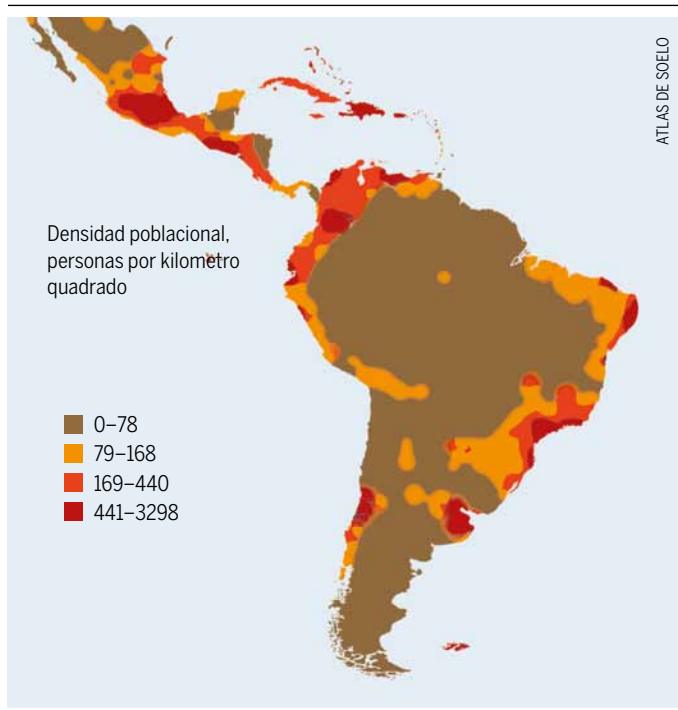 ATLAS DE SOELO
Densidad poblacional,
personas por kilometro
quadrado
0–78
79–168
169–440
441–3298